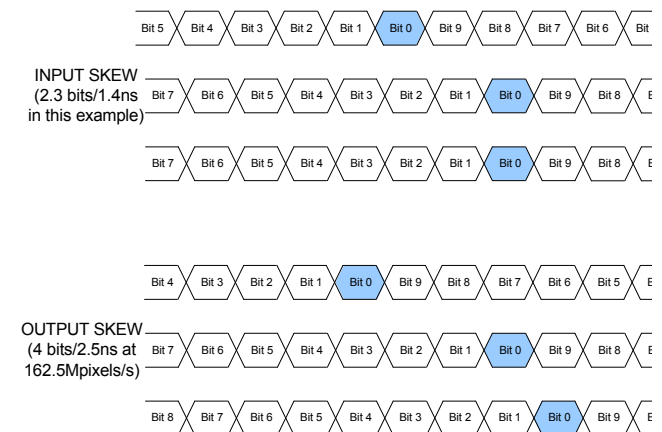 Bit 5 Bit 4 Bit 3 Bit 2 Bit 1 Bit 0 Bit 9 Bit 8 Bit 7 Bit 6 Bit
INPUT SKEW
(2.3 bits/1.4ns
in this example)
Bit 7 Bit 6 Bit 5 Bit 4 Bit 3 Bit 2 Bit 1 Bit 0 Bit 9 Bit 8
Bit 7 Bit 6 Bit 5 Bit 4 Bit 3 Bit 2 Bit 1 Bit 0 Bit 9 Bit 8
Bit 4 Bit 3 Bit 2 Bit 1 Bit 0 Bit 9 Bit 8 Bit 7 Bit 6 Bit 5
OUTPUT SKEW
(4 bits/2.5ns at
162.5Mpixels/s)
Bit 7 Bit 6 Bit 5 Bit 4 Bit 3 Bit 2 Bit 1 Bit 0 Bit 9 Bit 8
Bit 8 Bit 7 Bit 6 Bit 5 Bit 4 Bit 3 Bit 2 Bit 1 Bit 0 Bit 9